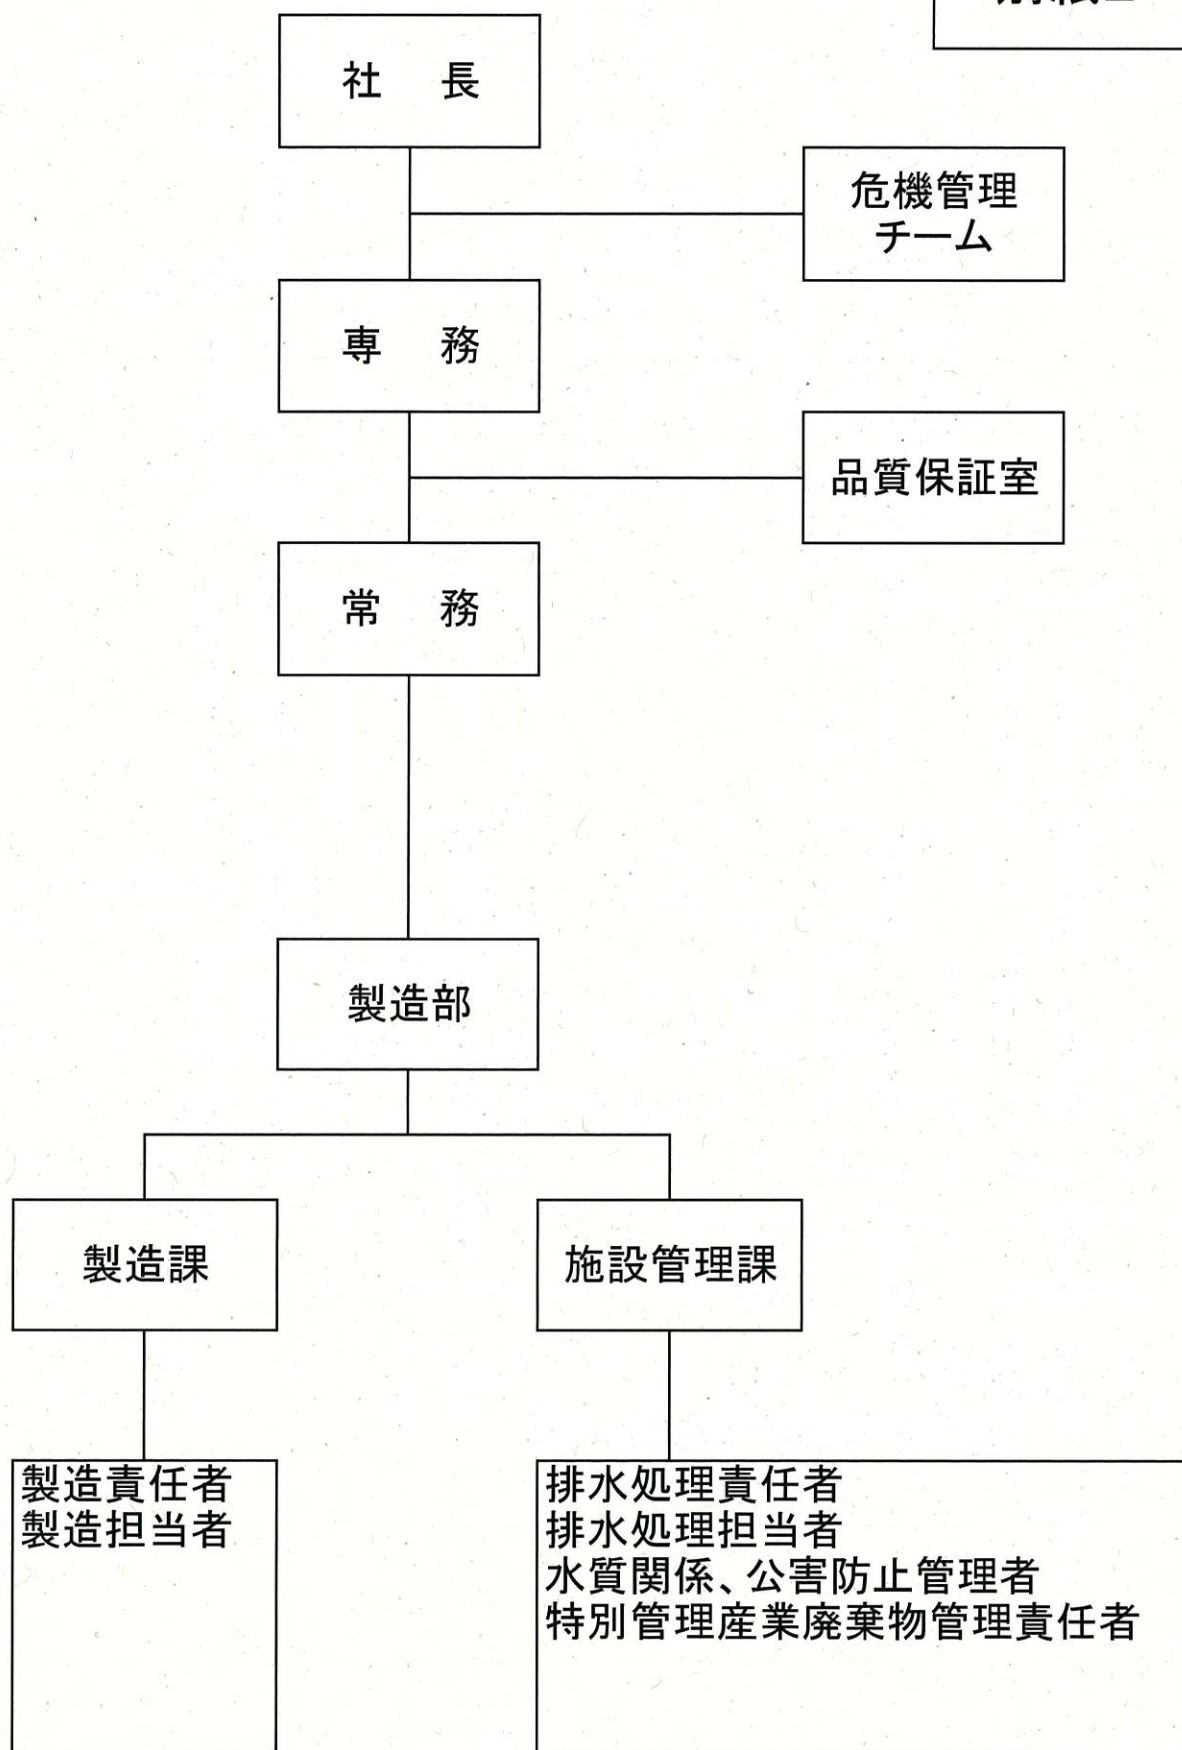 社　長
危機管理
チーム
専　務
品質保証室
常　務
製造部
製造課
施設管理課
製造責任者
製造担当者
排水処理責任者
排水処理担当者
水質関係、公害防止管理者
特別管理産業廃棄物管理責任者